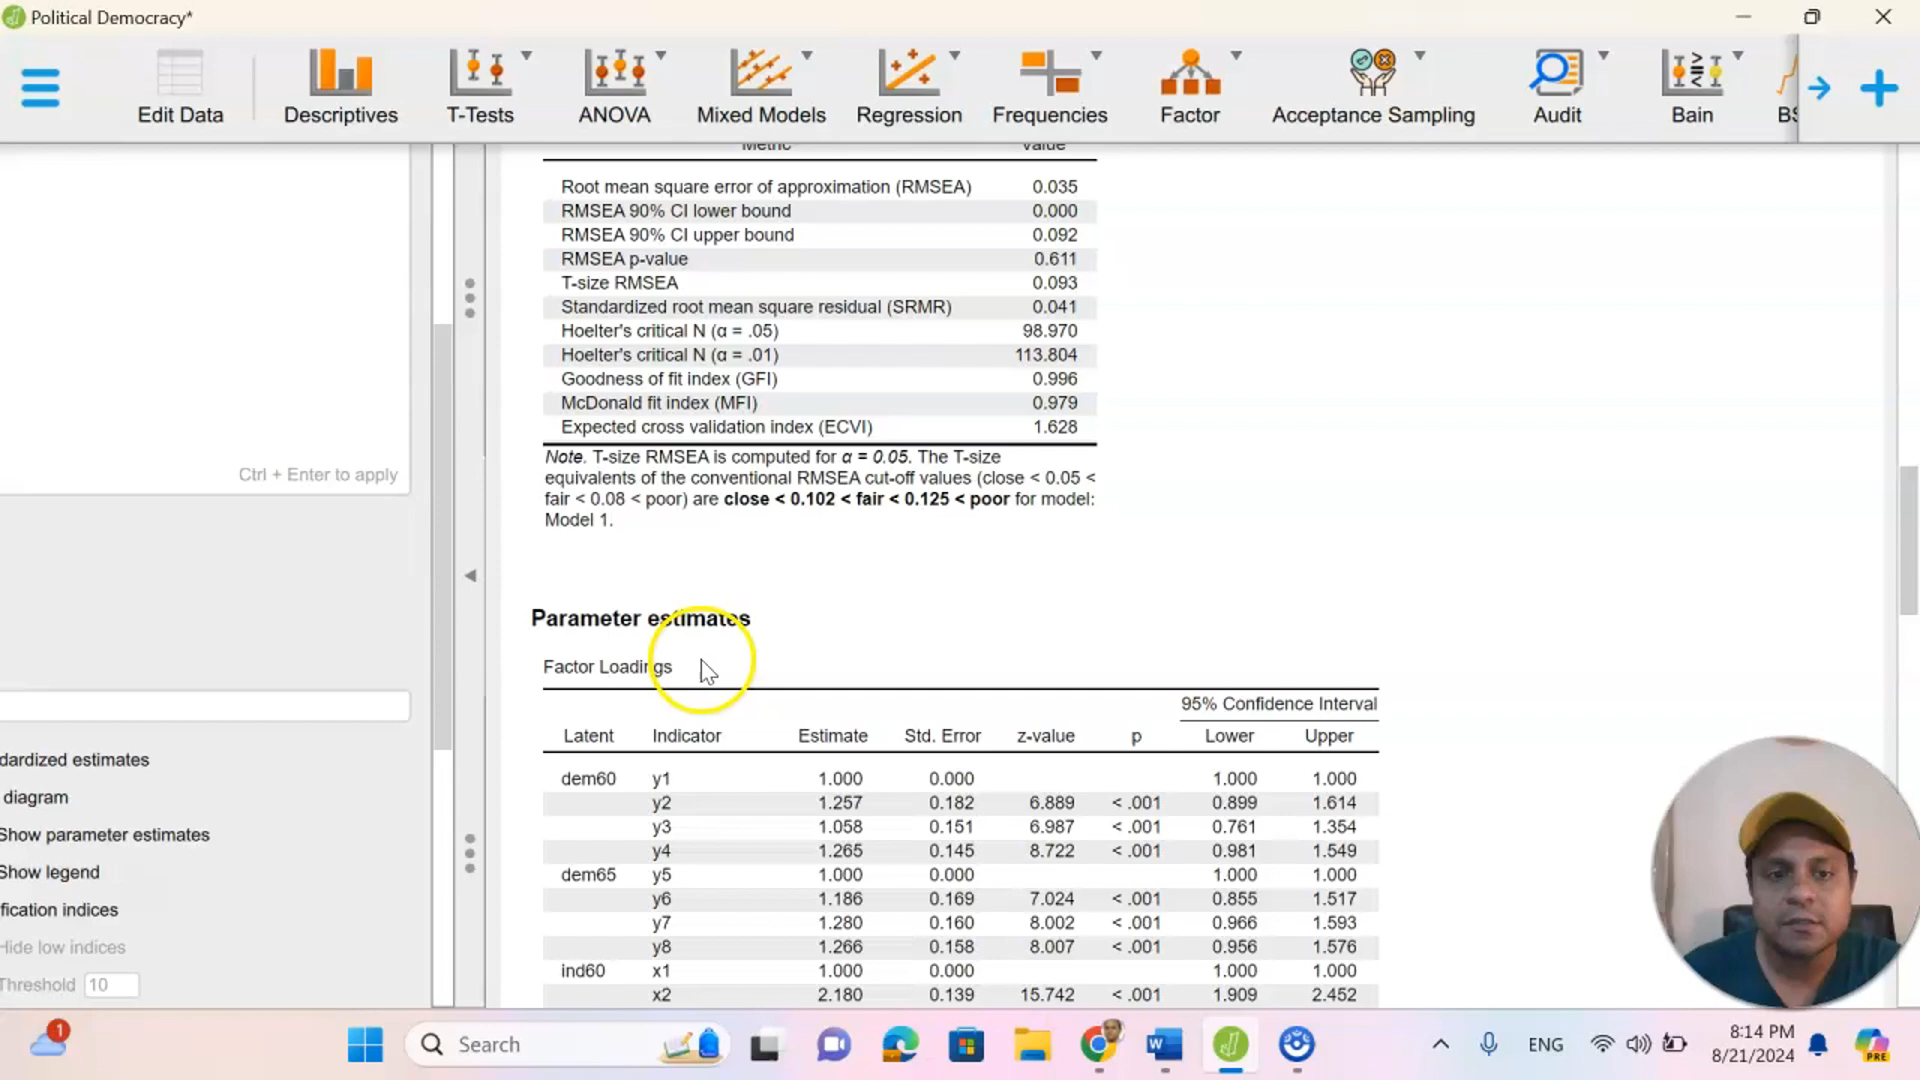 Political Democracy*
Edit Data
Descriptives
T-Tests
ANOVA
Mixed Models
Regression
Frequencies
Factor
Acceptance Sampling
Audit
Bain
Metric Value
Root mean square error of approximation (RMSEA) 0.035
RMSEA 90% CI lower bound 0.000
RMSEA 90% CI upper bound 0.092
RMSEA p-value 0.611
T-size RMSEA 0.093
Standardized root mean square residual (SRMR) 0.041
Hoelter's critical N (α = .05) 98.970
Hoelter's critical N (α = .01) 113.804
Goodness of fit index (GFI) 0.996
McDonald fit index (MFI) 0.979
Expected cross validation index (ECVI) 1.628
Note. T-size RMSEA is computed for α = 0.05. The T-size
equivalents of the conventional RMSEA cut-off values (close < 0.05 <
fair < 0.08 < poor) are close < 0.102 < fair < 0.125 < poor for model:
Model 1.
Ctrl + Enter to apply
dardized estimates
diagram
Show parameter estimates
Show legend
fication indices
Hide low indices
Threshold 10
Parameter estimates
Factor Loadings
95% Confidence Interval
Latent Indicator Estimate Std. Error z-value p Lower Upper
dem60 y1 1.000 0.000 1.000 1.000
y2 1.257 0.182 6.889 < .001 0.899 1.614
y3 1.058 0.151 6.987 < .001 0.761 1.354
y4 1.265 0.145 8.722 < .001 0.981 1.549
dem65 y5 1.000 0.000 1.000 1.000
y6 1.186 0.169 7.024 < .001 0.855 1.517
y7 1.280 0.160 8.002 < .001 0.966 1.593
y8 1.266 0.158 8.007 < .001 0.956 1.576
ind60 x1 1.000 0.000 1.000 1.000
x2 2.180 0.139 15.742 < .001 1.909 2.452
1
Search
W
ENG
8:14 PM
8/21/2024
PRE